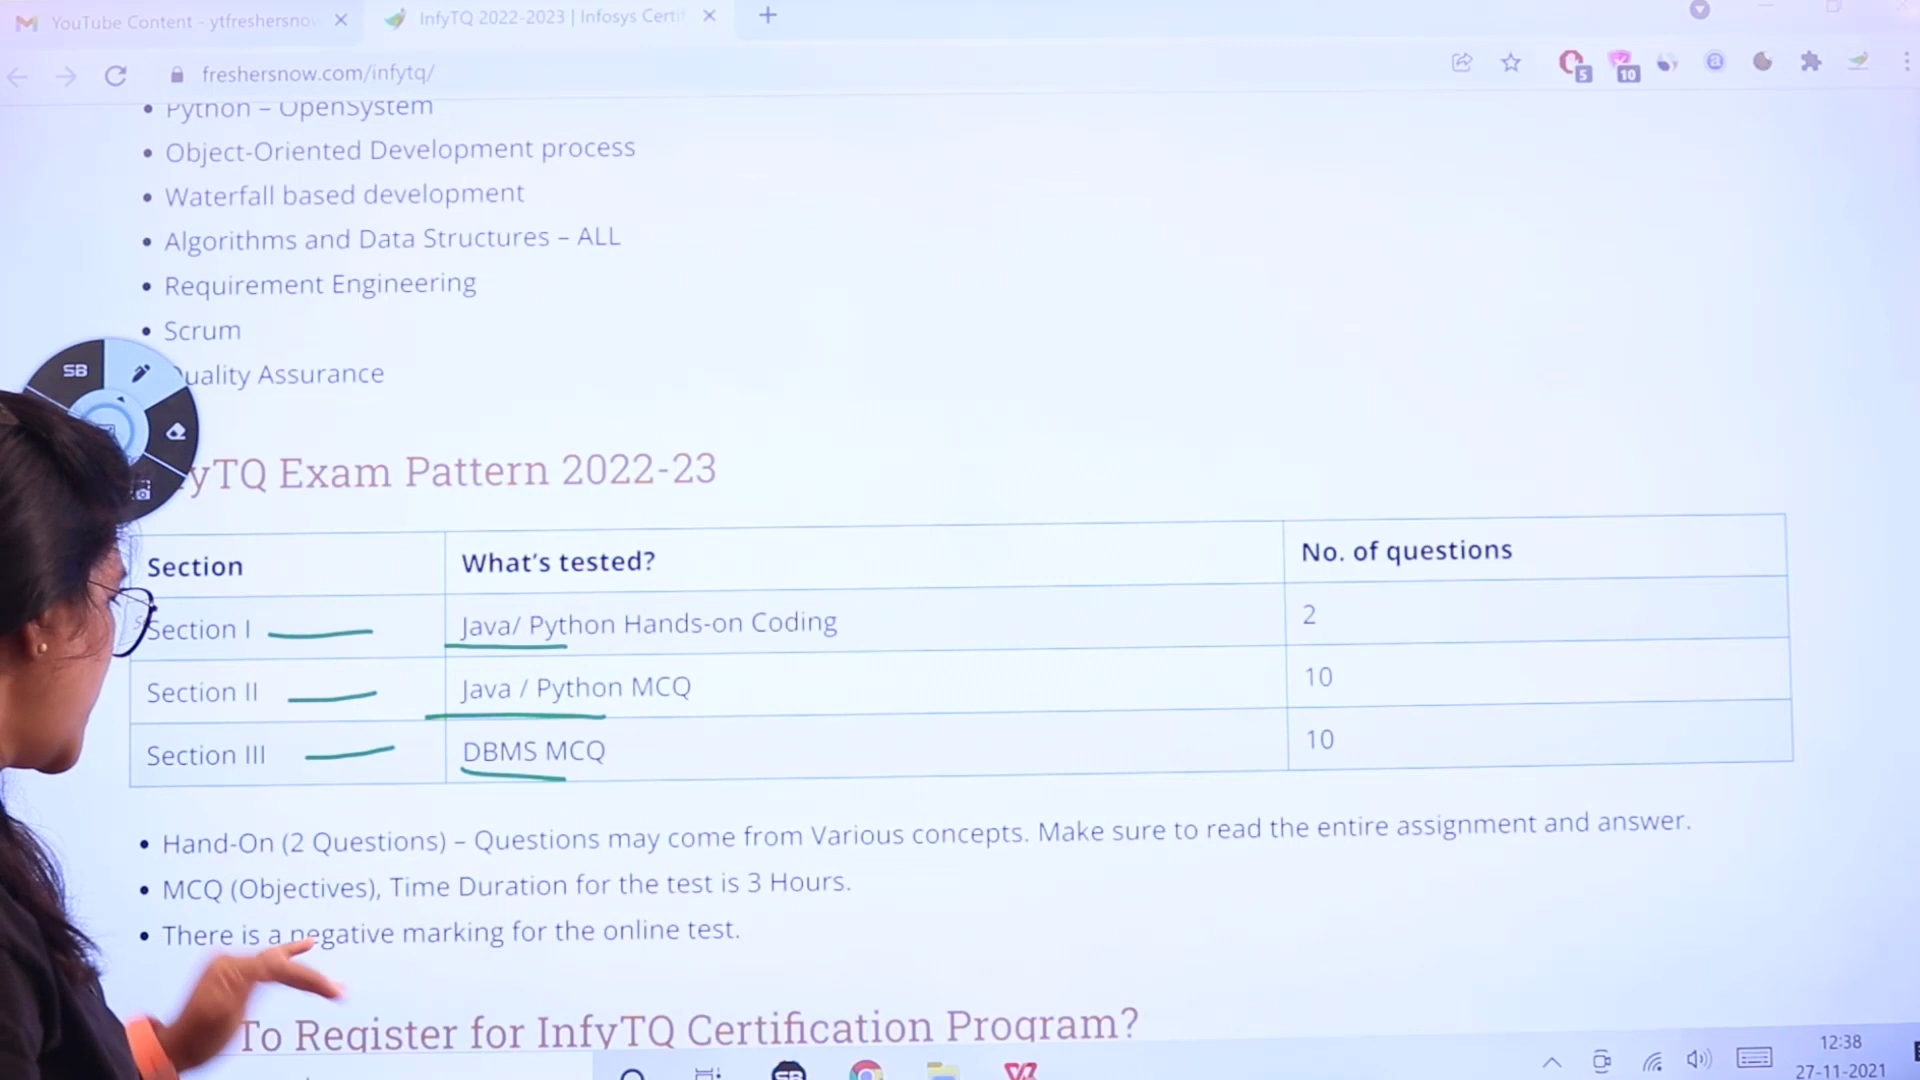 YouTube Content - ytfreshersnow
InfyTQ 2022-2023 | Infosys Certif
freshersnow.com/infytq/
5
10
a
Python – OpenSystem
Object-Oriented Development process
Waterfall based development
Algorithms and Data Structures – ALL
Requirement Engineering
Scrum
SB
uality Assurance
yTQ Exam Pattern 2022-23
Section What's tested? No. of questions
Section I Java/ Python Hands-on Coding 2
Section II Java / Python MCQ 10
Section III DBMS MCQ 10
Hand-On (2 Questions) – Questions may come from Various concepts. Make sure to read the entire assignment and answer.
MCQ (Objectives), Time Duration for the test is 3 Hours.
There is a negative marking for the online test.
To Register for InfyTQ Certification Program?
SB
12:38
27-11-2021